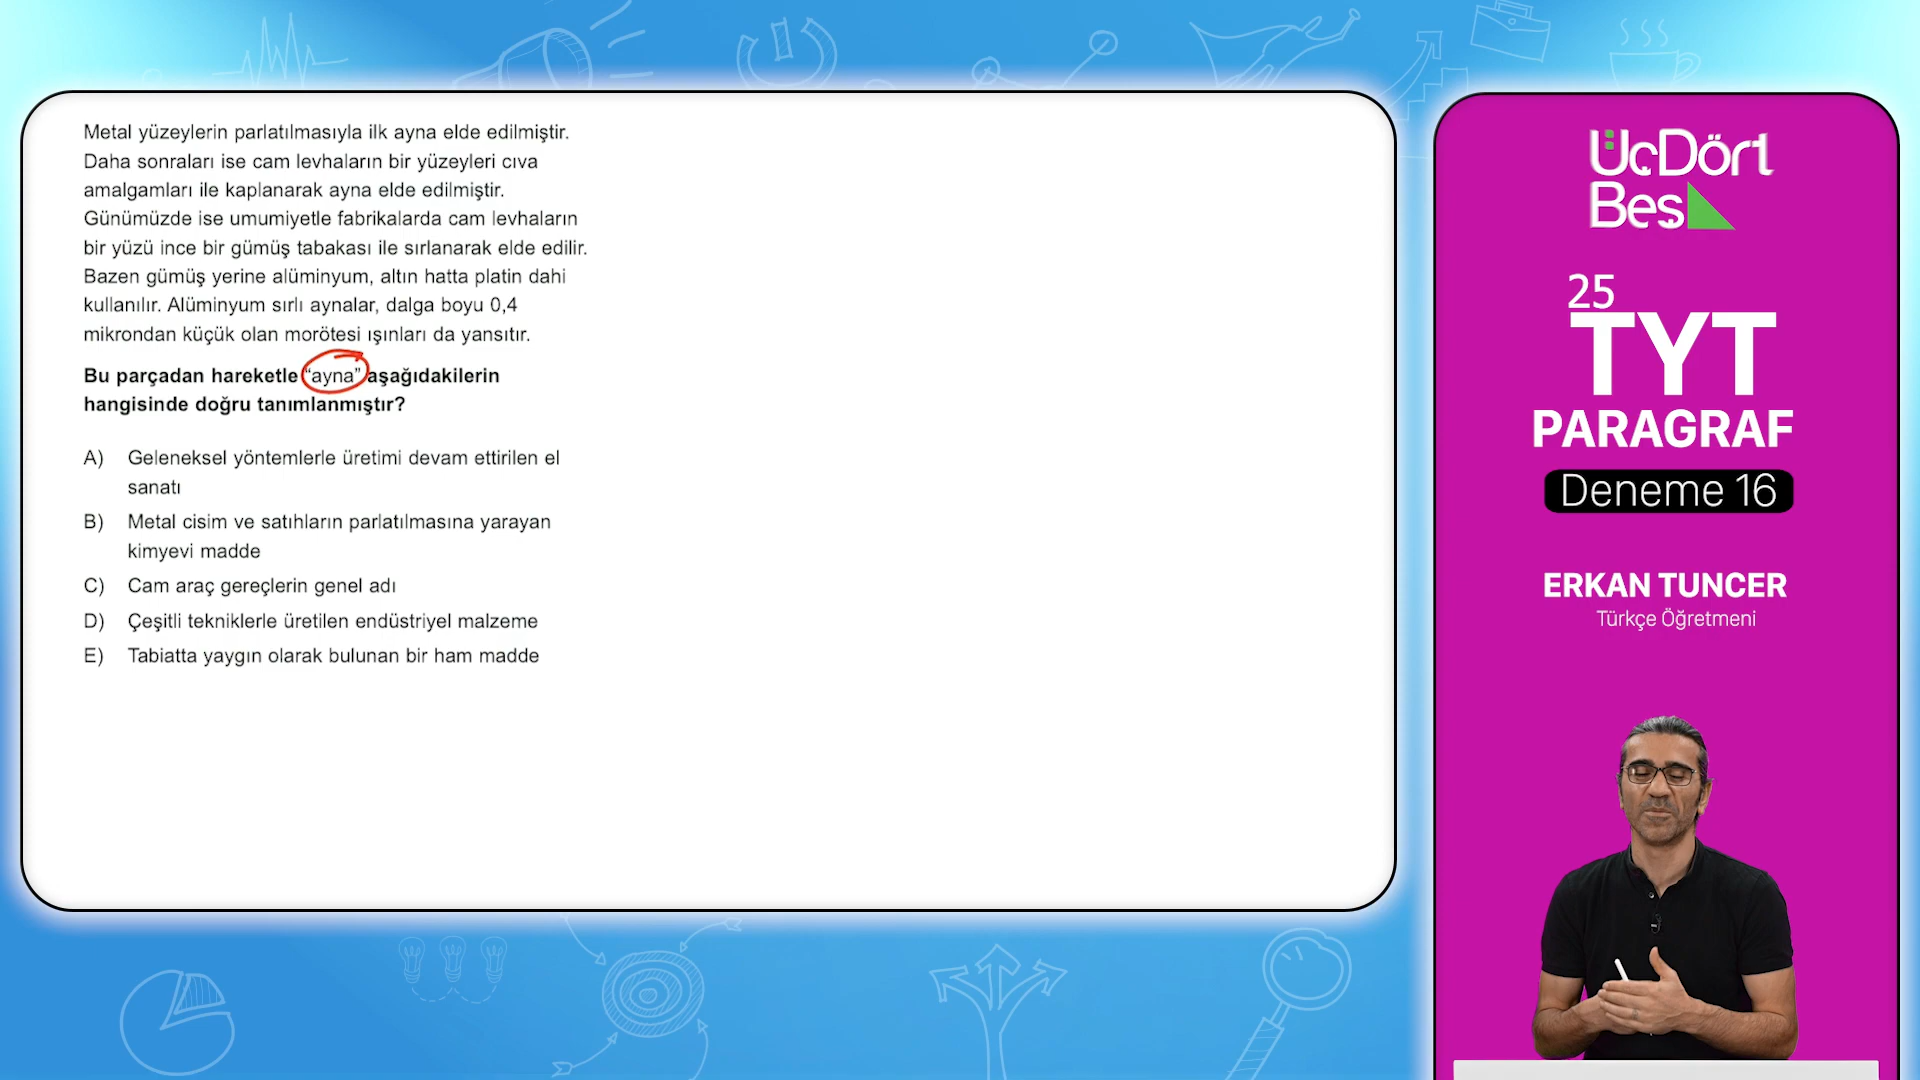 Metal yüzeylerin parlatılmasıyla ilk ayna elde edilmiştir.
Daha sonraları ise cam levhaların bir yüzeyleri cıva
amalgamları ile kaplanarak ayna elde edilmiştir.
Günümüzde ise umumiyetle fabrikalarda cam levhaların
bir yüzü ince bir gümüş tabakası ile sırlanarak elde edilir.
Bazen gümüş yerine alüminyum, altın hatta platin dahi
kullanılır. Alüminyum sırlı aynalar, dalga boyu 0,4
mikrondan küçük olan morötesi ışınları da yansıtır.
Bu parçadan hareketle “ayna” aşağıdakilerin
hangisinde doğru tanımlanmıştır?
A) Geleneksel yöntemlerle üretimi devam ettirilen el
sanatı
B) Metal cisim ve satıhların parlatılmasına yarayan
kimyevi madde
C) Cam araç gereçlerin genel adı
D) Çeşitli tekniklerle üretilen endüstriyel malzeme
E) Tabiatta yaygın olarak bulunan bir ham madde
ÜçDört
Beş
25
TYT
PARAGRAF
Deneme 16
ERKAN TUNCER
Türkçe Öğretmeni